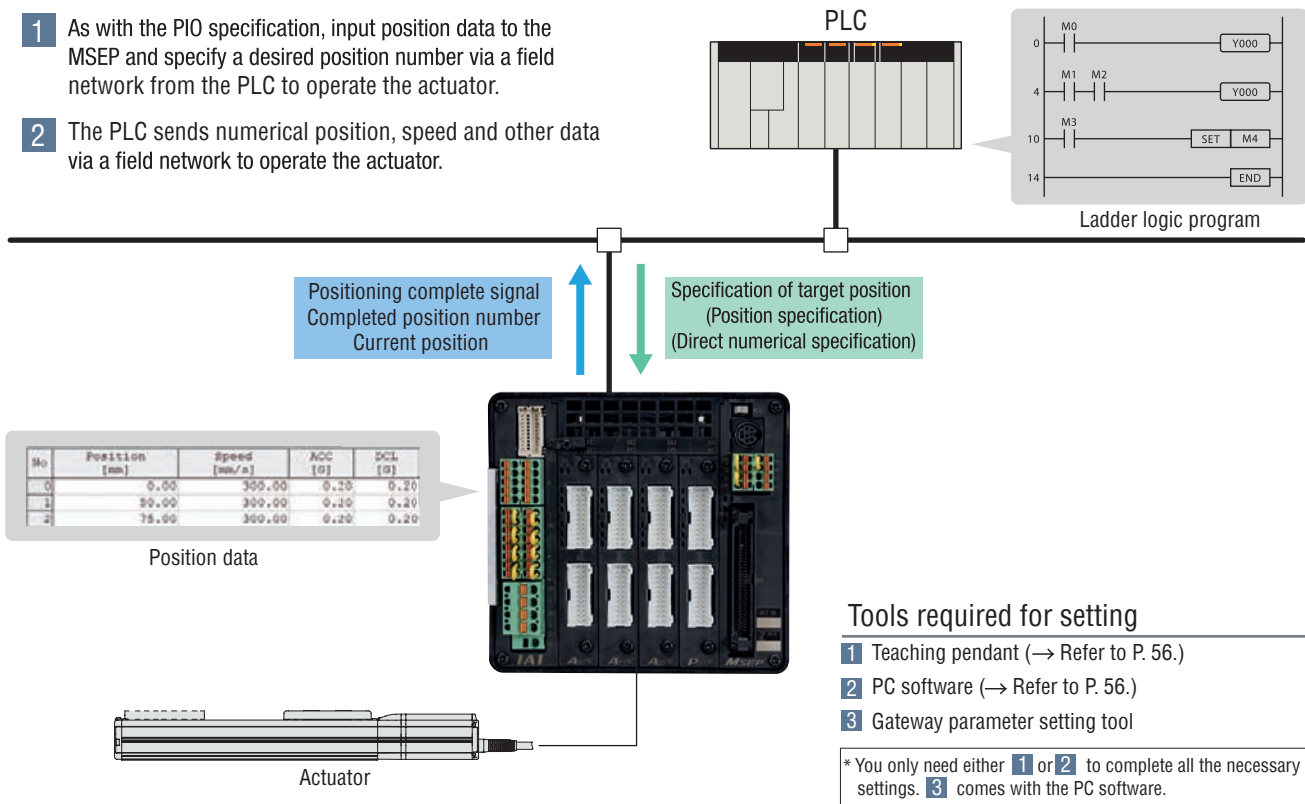 1 As with the PIO specification, input position data to the
MSEP and specify a desired position number via a field
network from the PLC to operate the actuator.
2 The PLC sends numerical position, speed and other data
via a field network to operate the actuator.
PLC
M0
0
Y000
M1 M2
4
Y000
M3
10
SET M4
14
END
Ladder logic program
Positioning complete signal
Completed position number
Current position
Specification of target position
(Position specification)
(Direct numerical specification)
No Position [mm] Speed [mm/s] ACC [G] DCL [G]
0 0.00 300.00 0.20 0.20
1 50.00 300.00 0.20 0.20
2 75.00 300.00 0.20 0.20
Position data
IAI A A A P MSEP
Actuator
Tools required for setting
1 Teaching pendant (→ Refer to P. 56.)
2 PC software (→ Refer to P. 56.)
3 Gateway parameter setting tool
* You only need either 1 or 2 to complete all the necessary
settings. 3 comes with the PC software.